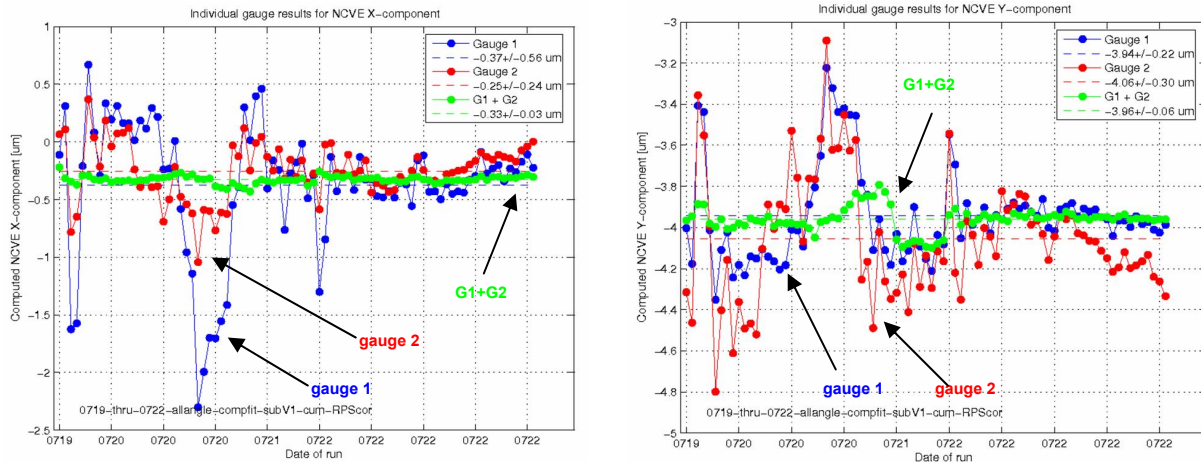 Individual gauge results for NCVE X-component
Computed NCVE X-component [um]
1
0.5
0
-0.5
-1
-1.5
-2
-2.5
Gauge 1
-0.37+/-0.56 um
Gauge 2
-0.25+/-0.24 um
G1 + G2
-0.33+/-0.03 um
G1+G2
gauge 2
gauge 1
0719-thru-0722-allangle-compfit-subV1-cum-RPScor
0719 0720 0720 0720 0721 0722 0722 0722 0722 0722
Date of run
Individual gauge results for NCVE Y-component
Computed NCVE Y-component [um]
-3
-3.2
-3.4
-3.6
-3.8
-4
-4.2
-4.4
-4.6
-4.8
-5
Gauge 1
-3.94+/-0.22 um
Gauge 2
-4.06+/-0.30 um
G1 + G2
-3.96+/-0.06 um
G1+G2
gauge 1
gauge 2
0719-thru-0722-allangle-compfit-subV1-cum-RPScor
0719 0720 0720 0720 0721 0722 0722 0722 0722 0722
Date of run